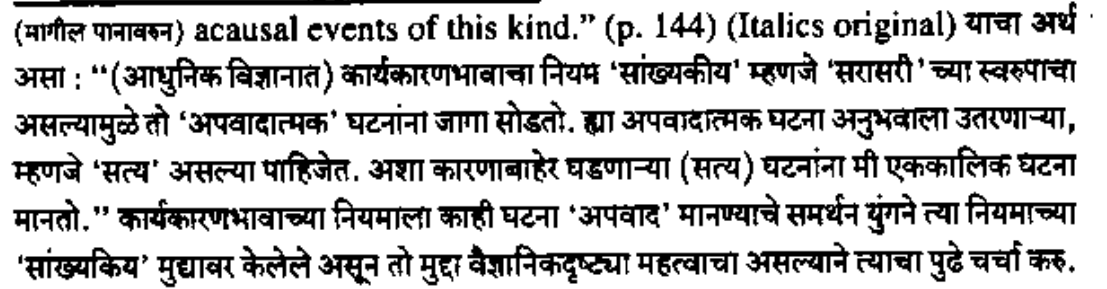 (मागील पानावरुन) acausal events of this kind.” (p. 144) (Italics original) याचा अर्थ
असा : “(आधुनिक विज्ञानात) कार्यकारणभावाचा नियम ‘सांख्यकीय’ म्हणजे ‘सरासरी’ च्या स्वरुपाचा
असल्यामुळे तो ‘अपवादात्मक’ घटनांना जागा सोडतो. ह्या अपवादात्मक घटना अनुभवाला उतरणाऱ्या,
म्हणजे ‘सत्य’ असल्या पाहिजेत. अशा कारणाबाहेर घडणाऱ्या (सत्य) घटनांना मी एककालिक घटना
मानतो.” कार्यकारणभावाच्या नियमाला काही घटना ‘अपवाद’ मानण्याचे समर्थन युंगने त्या नियमाच्या
‘सांख्यकिय’ मुद्यावर केलेले असून तो मुद्दा वैज्ञानिकदृष्ट्या महत्वाचा असल्याने त्याचा पुढे चर्चा करु.